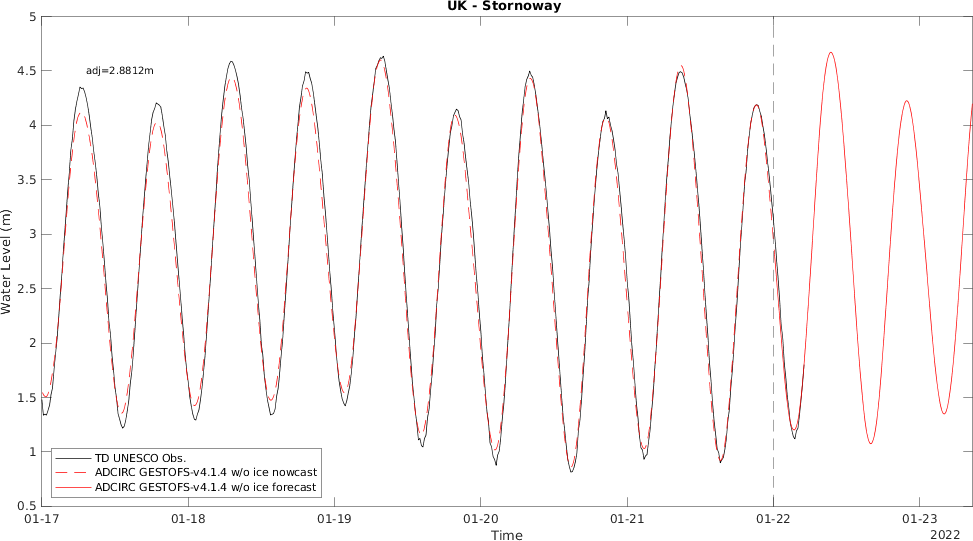 UK - Stornoway
5
4.5
4
3.5
3
2.5
2
1.5
1
0.5
Water Level (m)
adj=2.8812m
TD UNESCO Obs.
ADCIRC GESTOFS-v4.1.4 w/o ice nowcast
ADCIRC GESTOFS-v4.1.4 w/o ice forecast
01-17 01-18 01-19 01-20 01-21 01-22 01-23
Time
2022